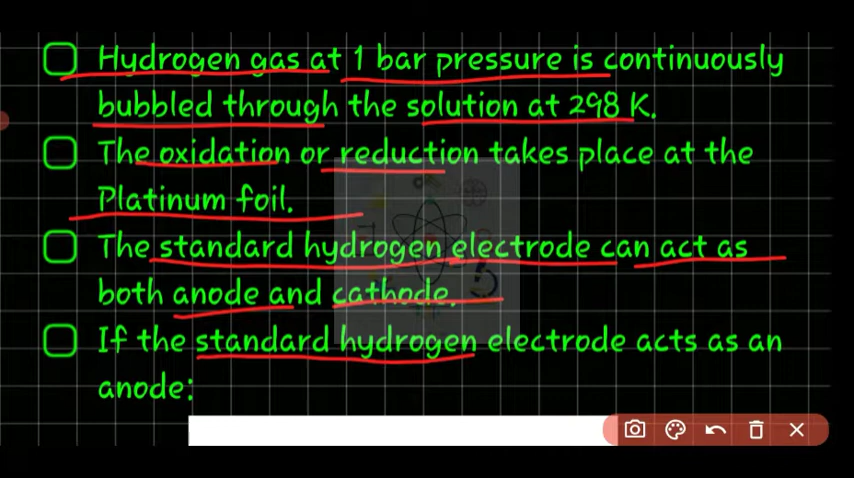 Hydrogen gas at 1 bar pressure is continuously
bubbled through the solution at 298 K.
The oxidation or reduction takes place at the
Platinum foil.
The standard hydrogen electrode can act as
both anode and cathode.
If the standard hydrogen electrode acts as an
anode: